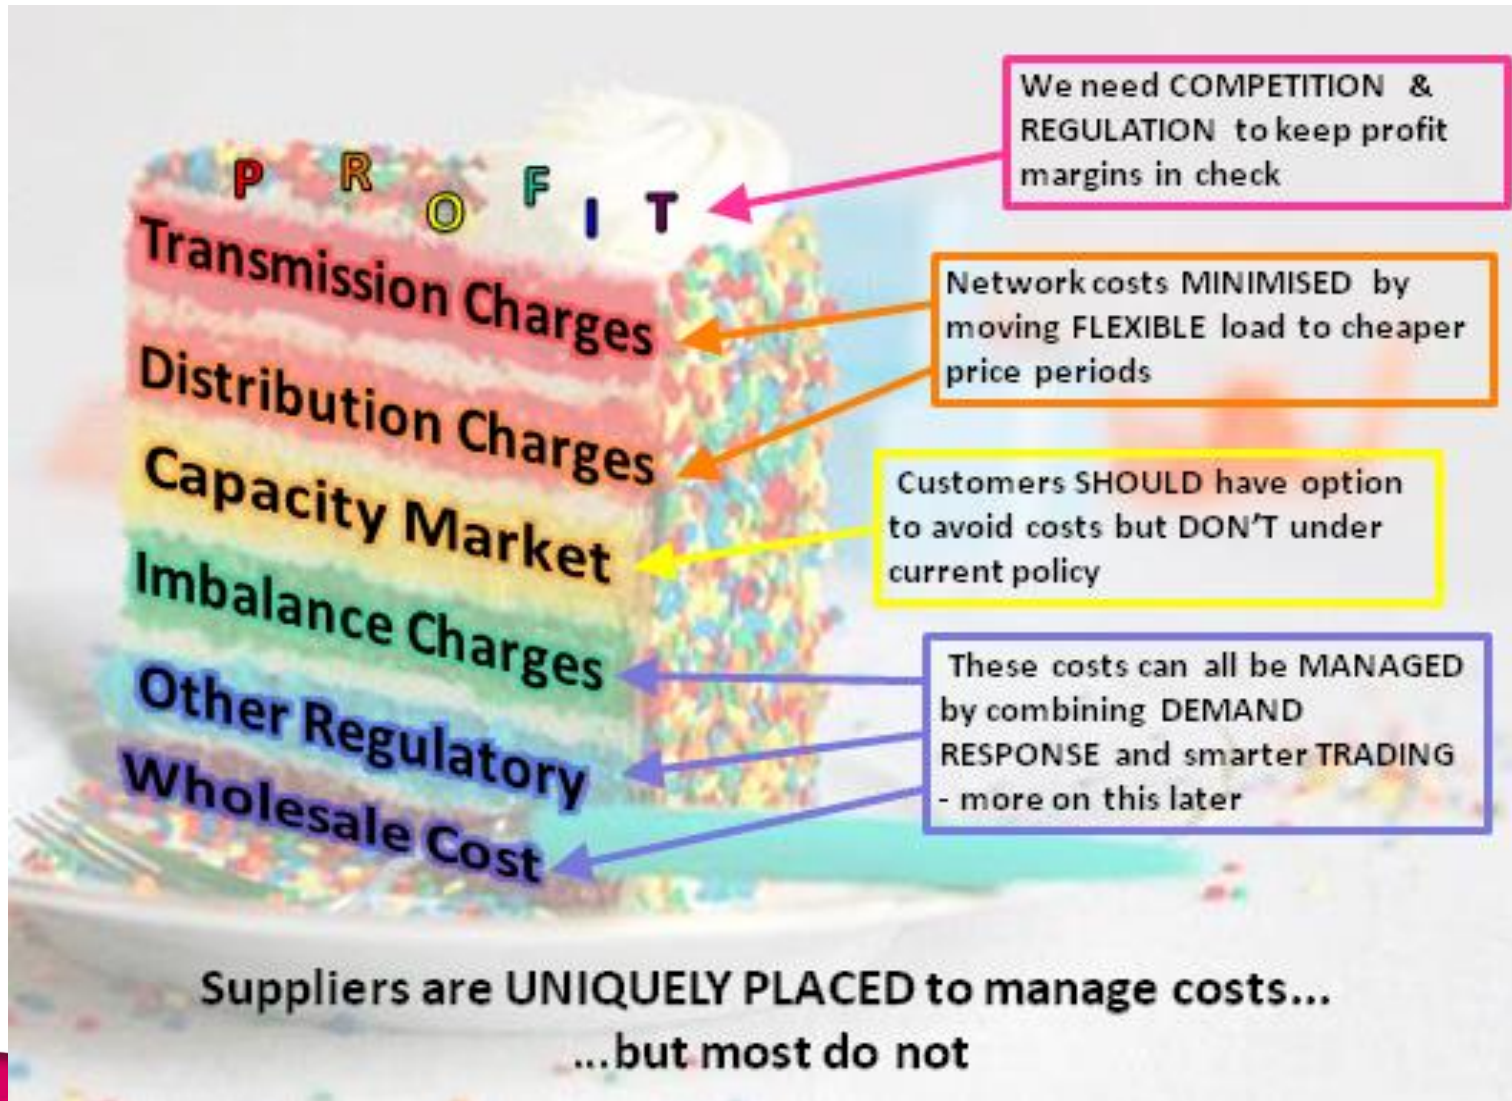 PROFIT
Transmission Charges
Distribution Charges
Capacity Market
Imbalance Charges
Other Regulatory
Wholesale Cost
We need COMPETITION &
REGULATION to keep profit
margins in check
Network costs MINIMISED by
moving FLEXIBLE load to cheaper
price periods
Customers SHOULD have option
to avoid costs but DON'T under
current policy
These costs can all be MANAGED
by combining DEMAND
RESPONSE and smarter TRADING
- more on this later
Suppliers are UNIQUELY PLACED to manage costs...
...but most do not